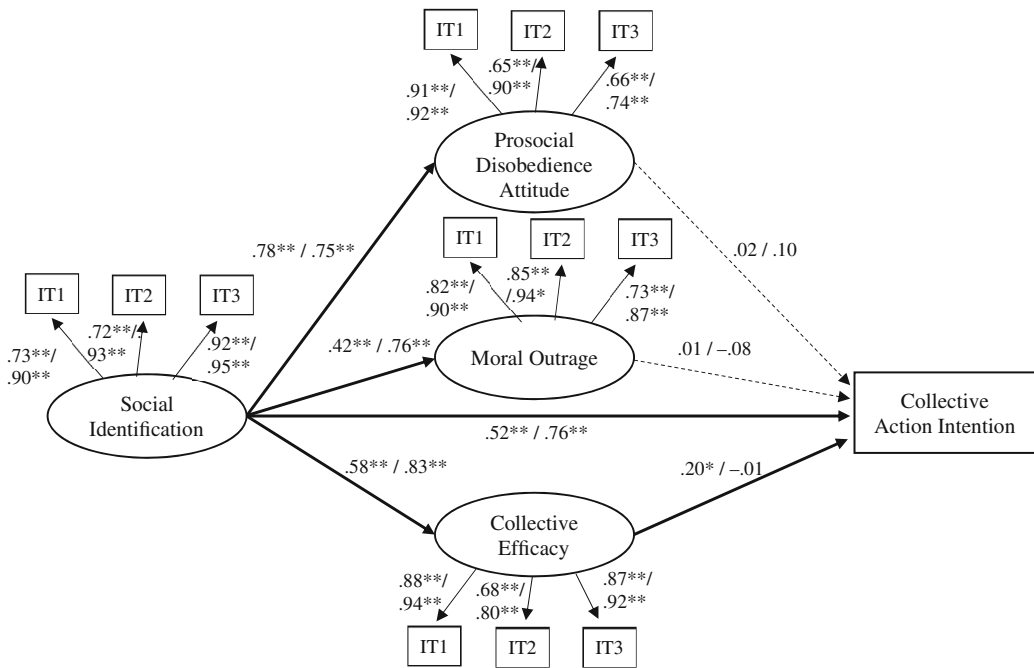 IT1
IT2
IT3
.91**/
.92**
.65**/
.90**
.66**/
.74**
Prosocial
Disobedience
Attitude
.78** / .75**
.02 / .10
IT1
IT2
IT3
.82**/
.90**
.85**
/.94*
.73**/
.87**
Moral Outrage
.42** / .76**
.01 / –.08
IT1
IT2
IT3
.73**/
.90**
.72**/.
93**
.92**/
.95**
Social
Identification
.52** / .76**
Collective
Action Intention
.58** / .83**
.20* / –.01
Collective
Efficacy
.88**/
.94**
.68**/
.80**
.87**/
.92**
IT1
IT2
IT3